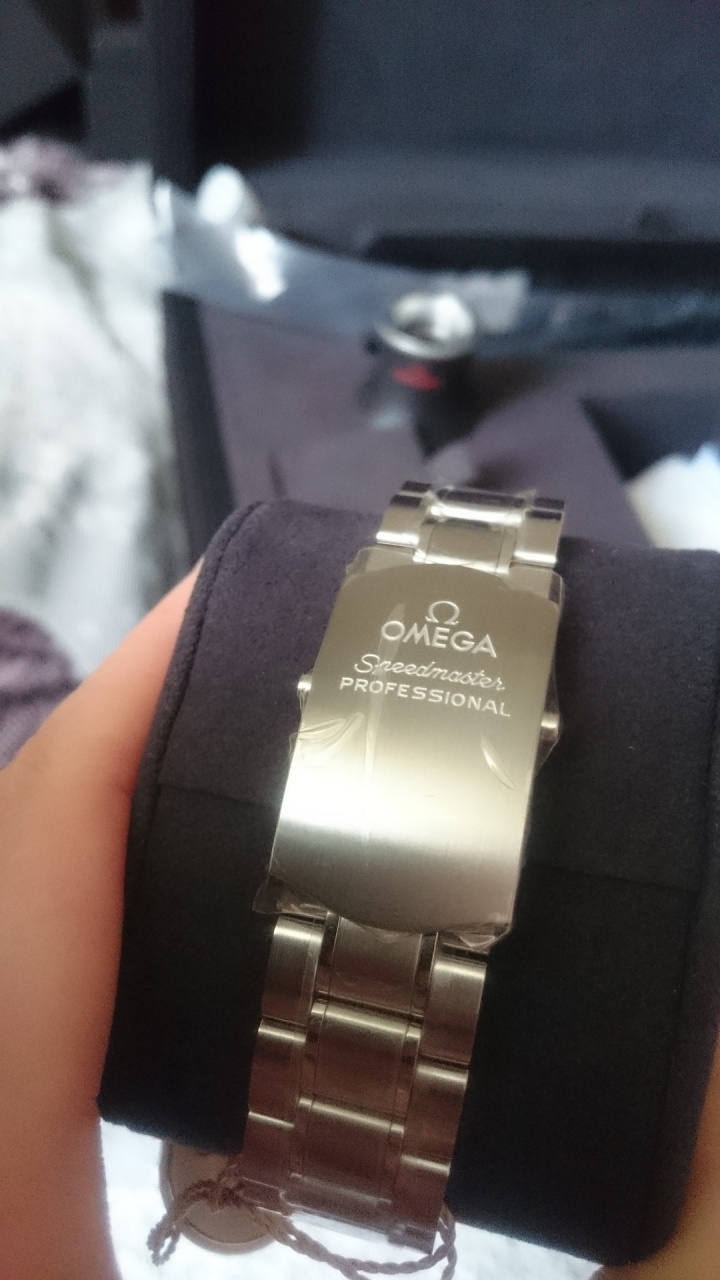 Ω
OMEGA
Speedmaster
PROFESSIONAL